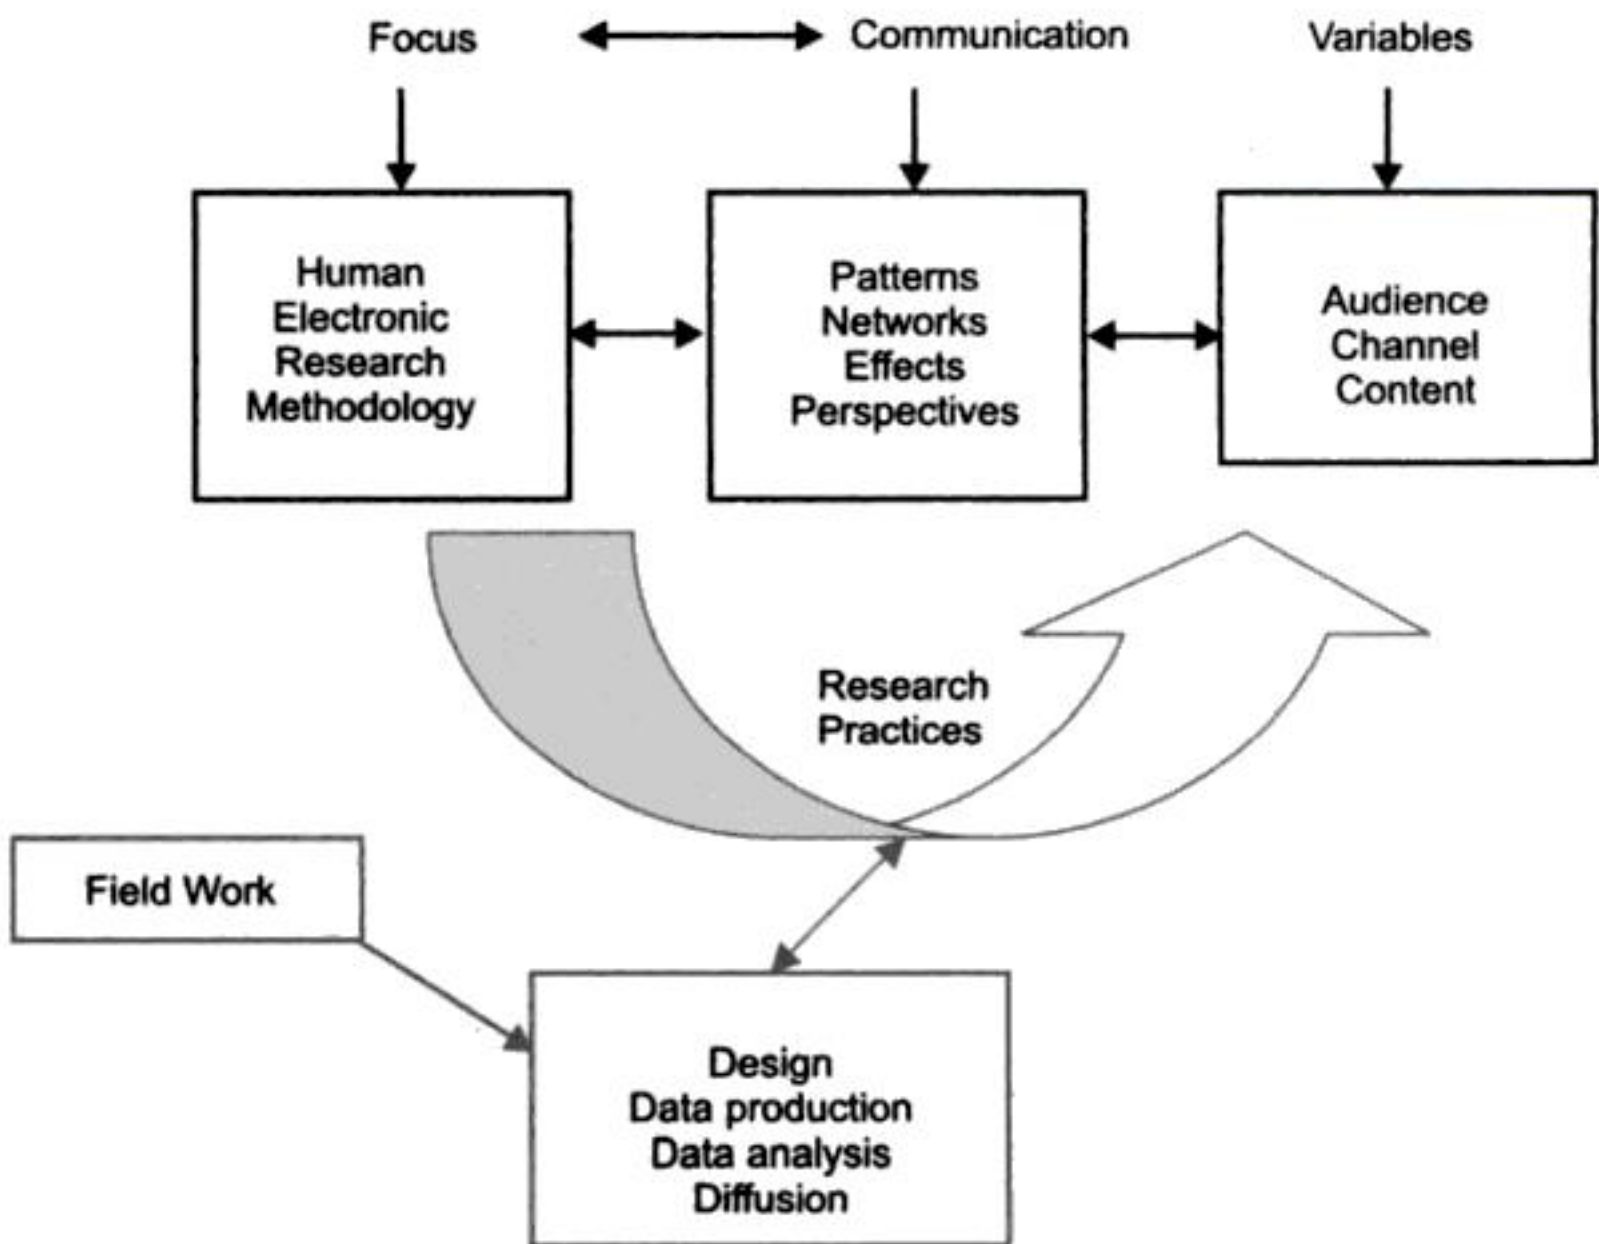 Focus
Communication
Variables
Human
Electronic
Research
Methodology
Patterns
Networks
Effects
Perspectives
Audience
Channel
Content
Research
Practices
Field Work
Design
Data production
Data analysis
Diffusion